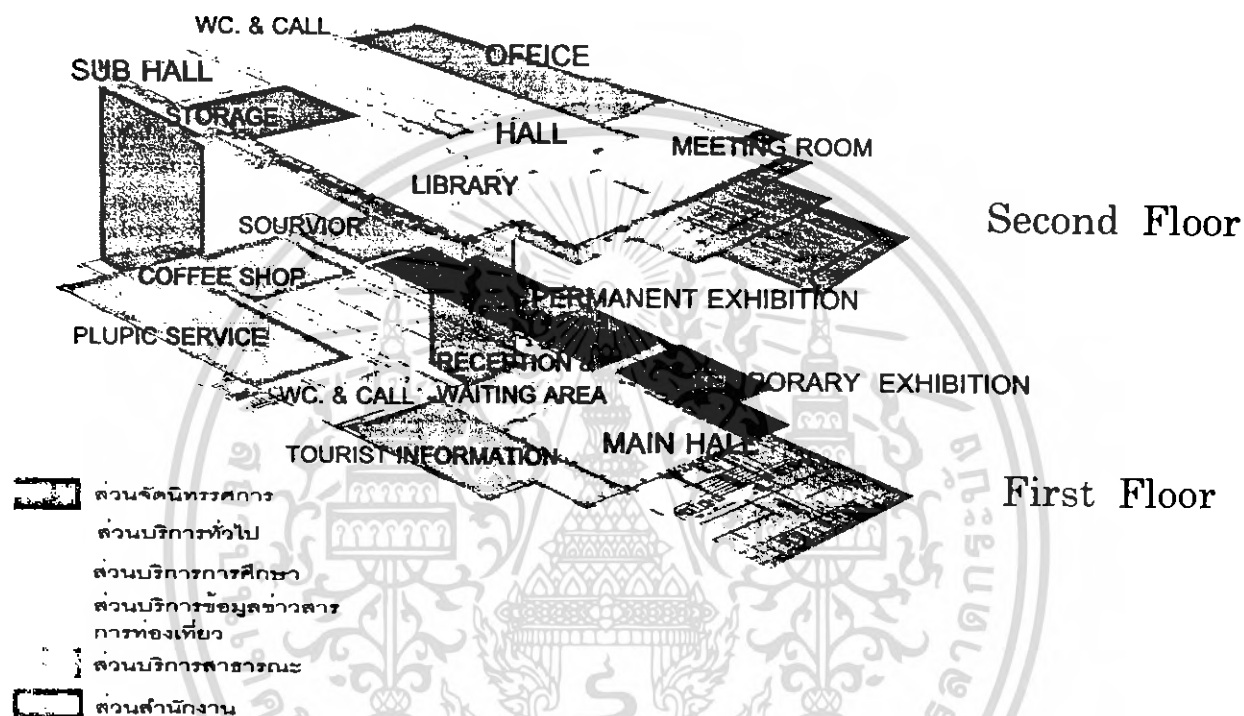 WC. & CALL
OFFICE
SUB HALL
STORAGE
HALL
MEETING ROOM
LIBRARY
Second Floor
SOURVIOR
COFFEE SHOP
PERMANENT EXHIBITION
PLUPIC SERVICE
RECEPTION &
WAITING AREA
PORARY EXHIBITION
WC. & CALL
MAIN HALL
TOURIST INFORMATION
First Floor
ส่วนจัดนิทรรศการ
ส่วนบริการทั่วไป
ส่วนบริการการศึกษา
ส่วนบริการข้อมูลข่าวสาร
การท่องเที่ยว
ส่วนบริการสาธารณะ
ส่วนสำนักงาน